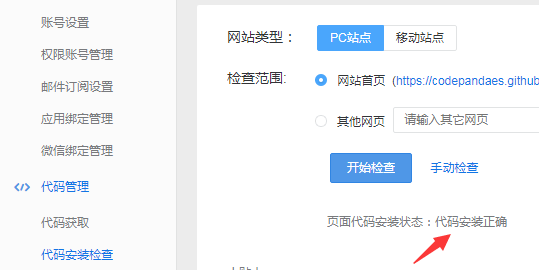 账号设置
权限账号管理
邮件订阅设置
应用绑定管理
微信绑定管理
代码管理
代码获取
代码安装检查
网站类型： PC站点 移动站点
检查范围: 网站首页 (https://codepandaes.github
其他网页 请输入其它网页
开始检查 手动检查
页面代码安装状态：代码安装正确